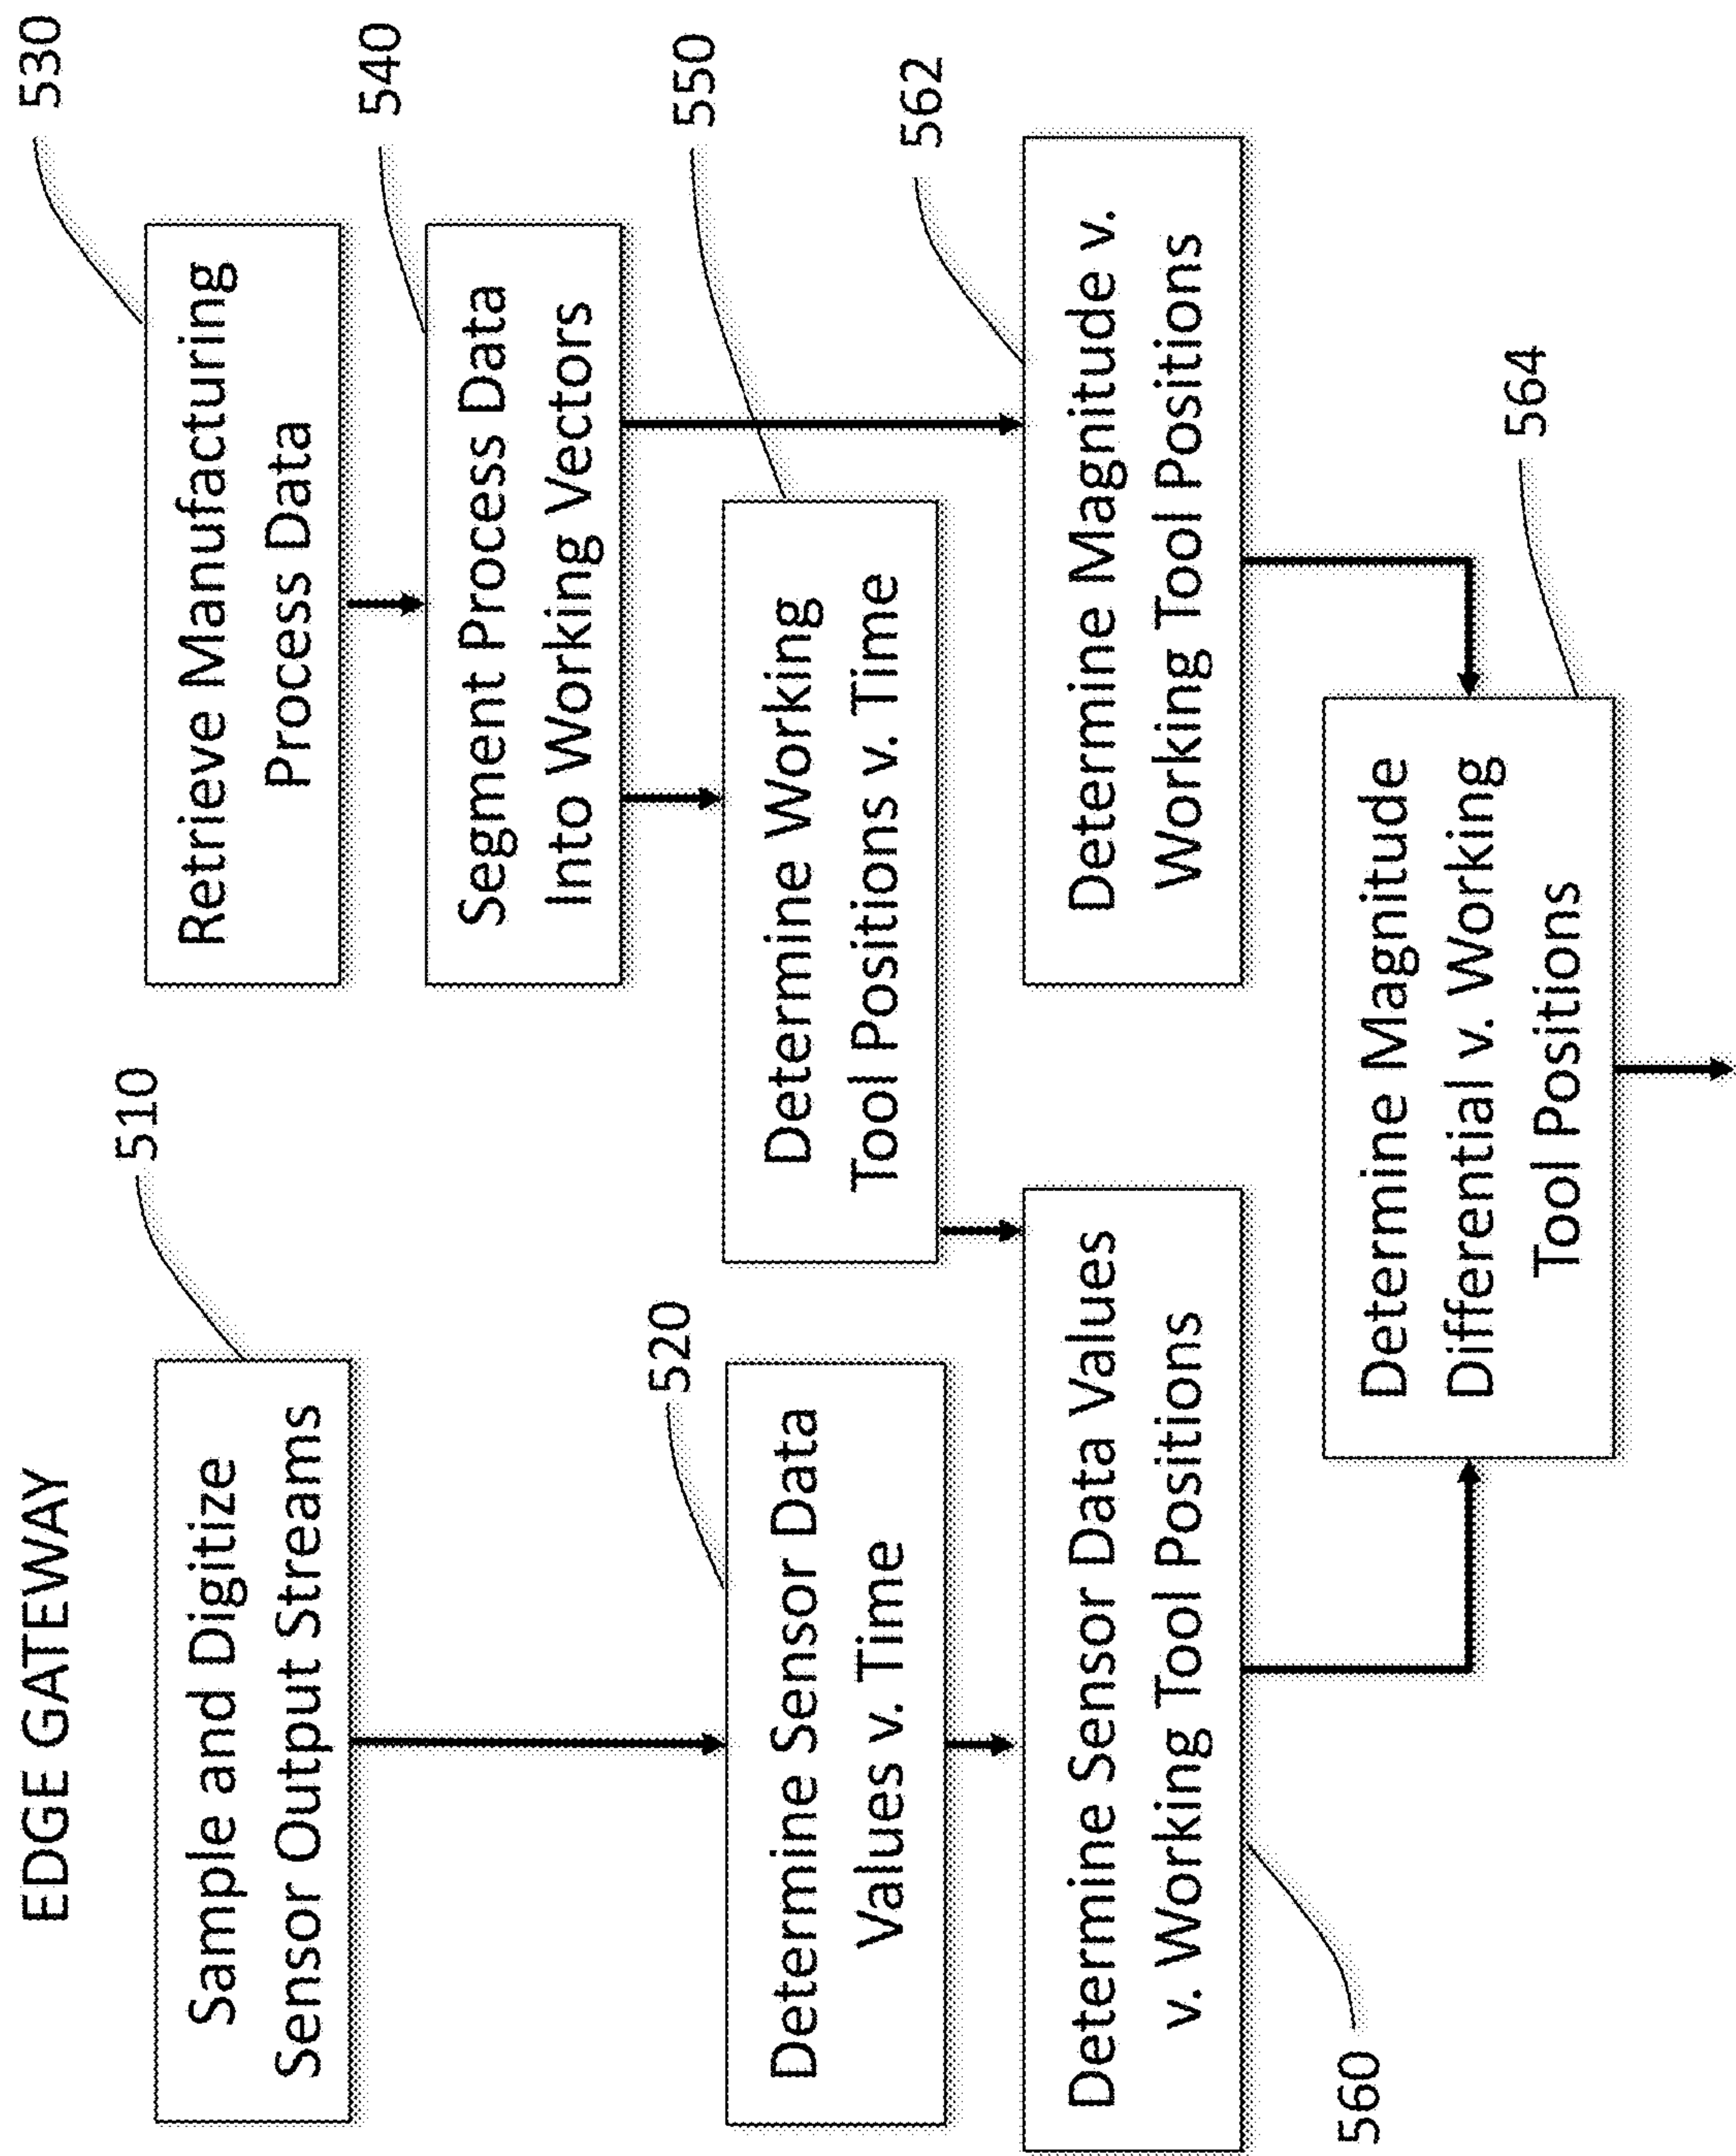 EDGE GATEWAY
510
Sample and Digitize
Sensor Output Streams
530
Retrieve Manufacturing
Process Data
540
Segment Process Data
Into Working Vectors
520
Determine Sensor Data
Values v. Time
550
Determine Working
Tool Positions v. Time
560
Determine Sensor Data Values
v. Working Tool Positions
562
Determine Magnitude v.
Working Tool Positions
564
Determine Magnitude
Differential v. Working
Tool Positions